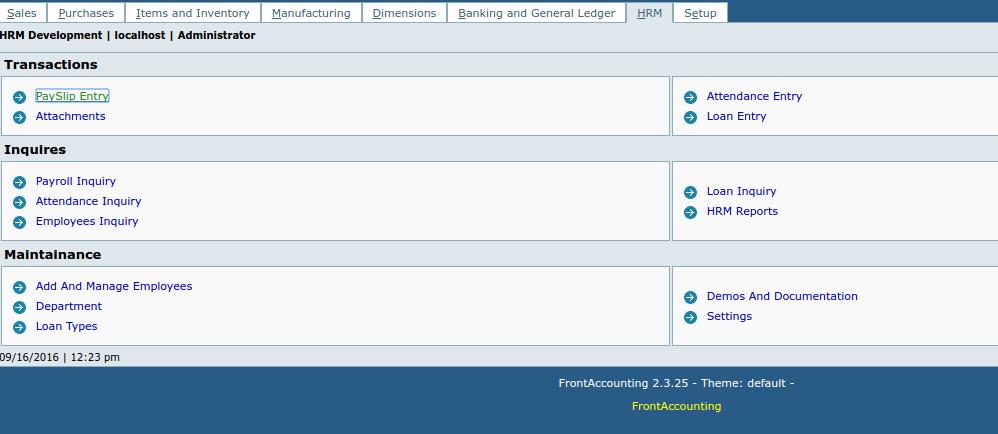 Sales Purchases Items and Inventory Manufacturing Dimensions Banking and General Ledger HRM Setup
HRM Development | localhost | Administrator
Transactions
PaySlip Entry
Attachments
Attendance Entry
Loan Entry
Inquires
Payroll Inquiry
Attendance Inquiry
Employees Inquiry
Loan Inquiry
HRM Reports
Maintainance
Add And Manage Employees
Department
Loan Types
Demos And Documentation
Settings
09/16/2016 | 12:23 pm
FrontAccounting 2.3.25 - Theme: default -
FrontAccounting